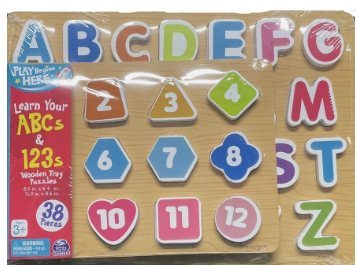 A B C D E F G
PLAY Begins
HERE!
Learn Your
ABCs
&
123s
Wooden Tray
Puzzles
38
Pieces
AGES
3+
WARNING:
2 3 4
M
6 7 8
S T
10 11 12
Z